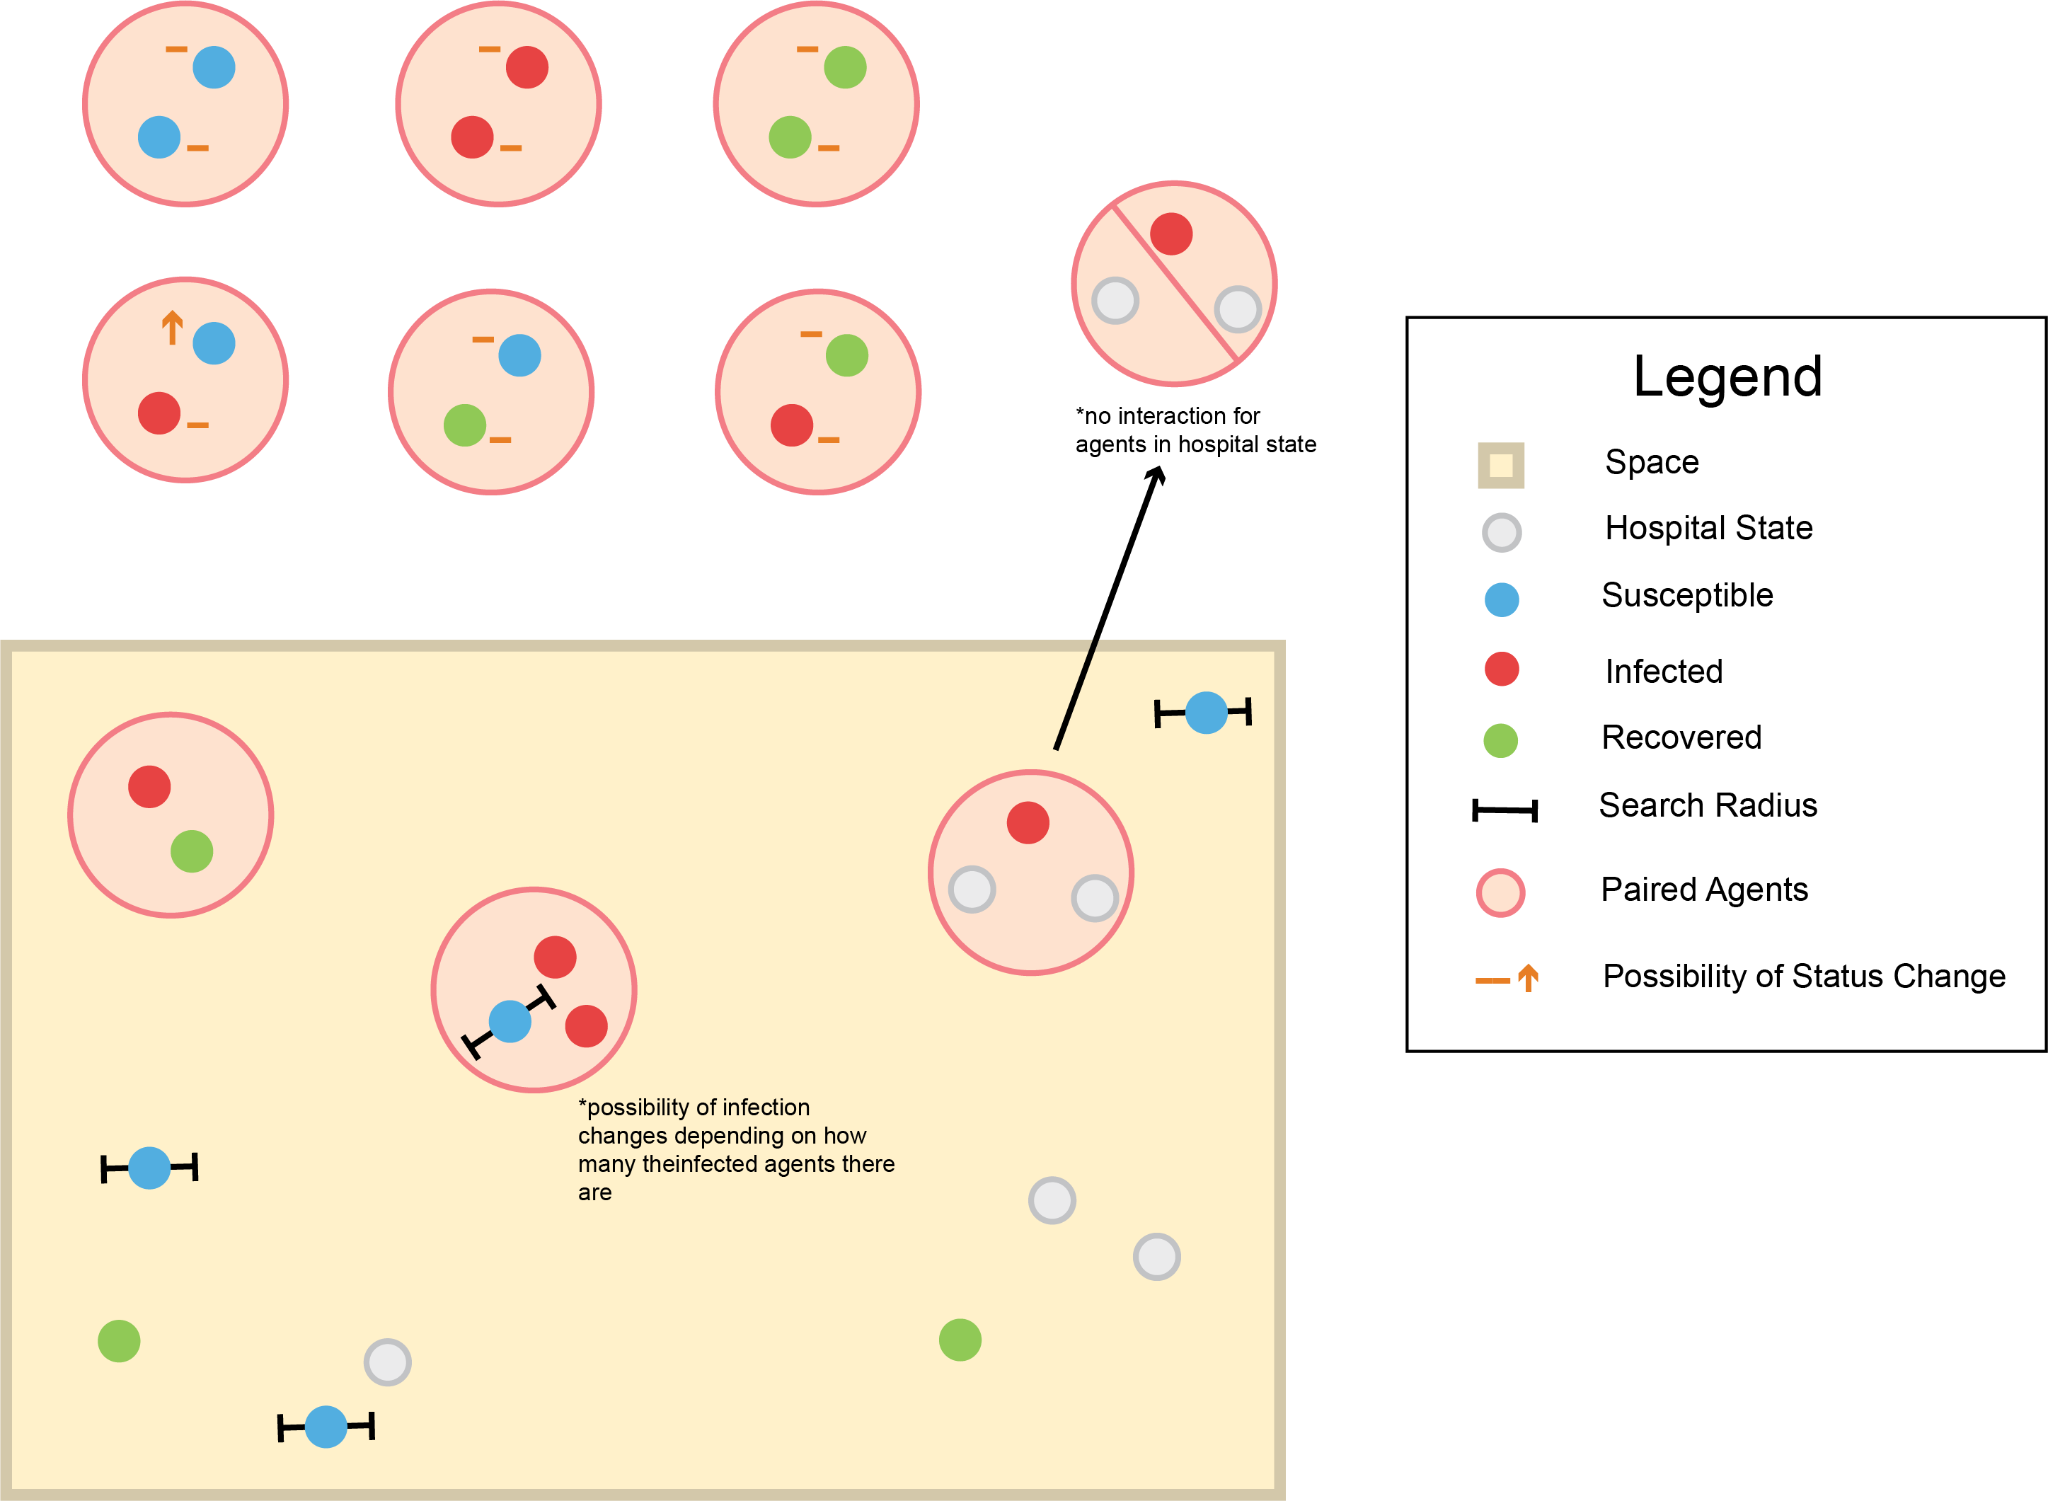 *no interaction for
agents in hospital state
Legend
Space
Hospital State
Susceptible
Infected
Recovered
Search Radius
Paired Agents
Possibility of Status Change
*possibility of infection
changes depending on how
many theinfected agents there
are